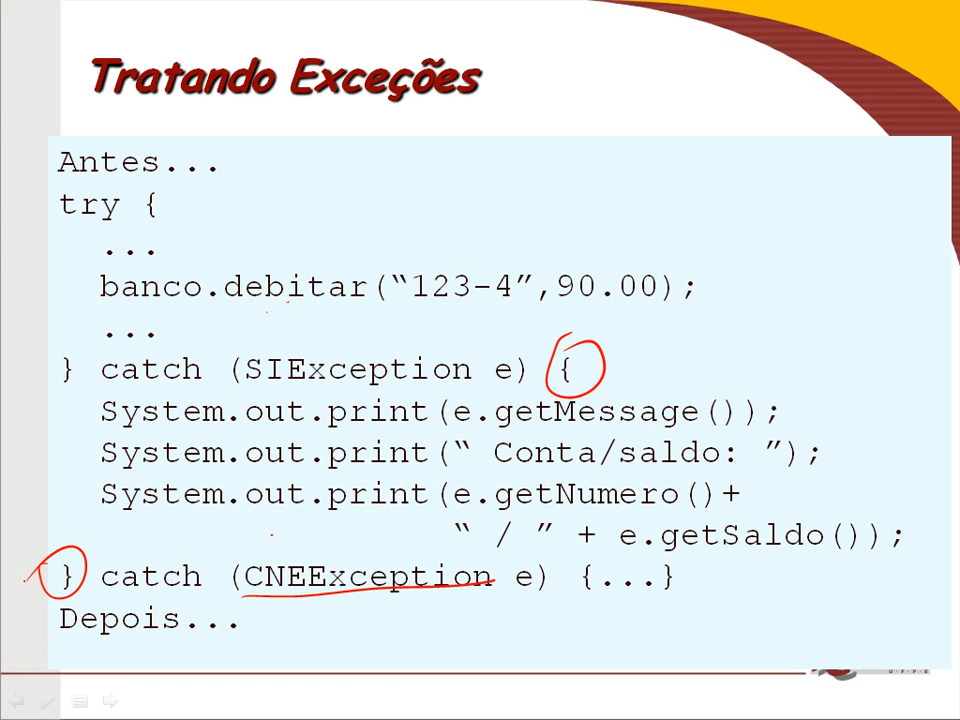 Tratando Exceções
Antes...
try {
...
banco.debitar(“123-4”,90.00);
...
} catch (SIException e) {
System.out.print(e.getMessage());
System.out.print(“ Conta/saldo: ”);
System.out.print(e.getNumero()+
“ / ” + e.getSaldo());
} catch (CNEException e) {...}
Depois...